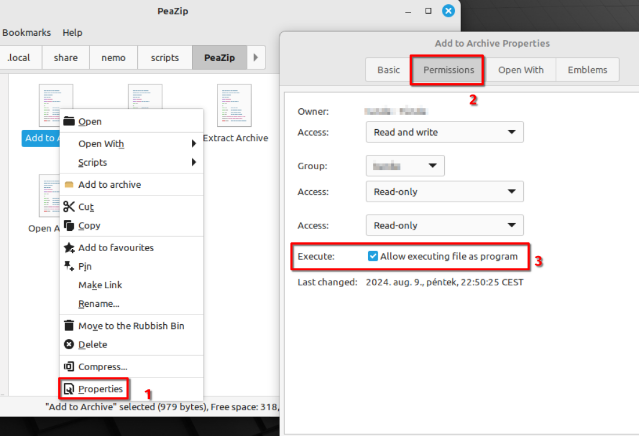 PeaZip
Bookmarks Help
.local share nemo scripts PeaZip
Add to Extract Archive
Open A
Open
Open With
Scripts
Add to archive
Cut
Copy
Add to favourites
Pin
Make Link
Rename...
Move to the Rubbish Bin
Delete
Compress...
Properties
1
"Add to Archive" selected (979 bytes), Free space: 318,
Add to Archive Properties
Basic Permissions Open With Emblems
2
Owner:
Access: Read and write
Group:
Access: Read-only
Access: Read-only
Execute: Allow executing file as program
3
Last changed: 2024. aug. 9., péntek, 22:50:25 CEST